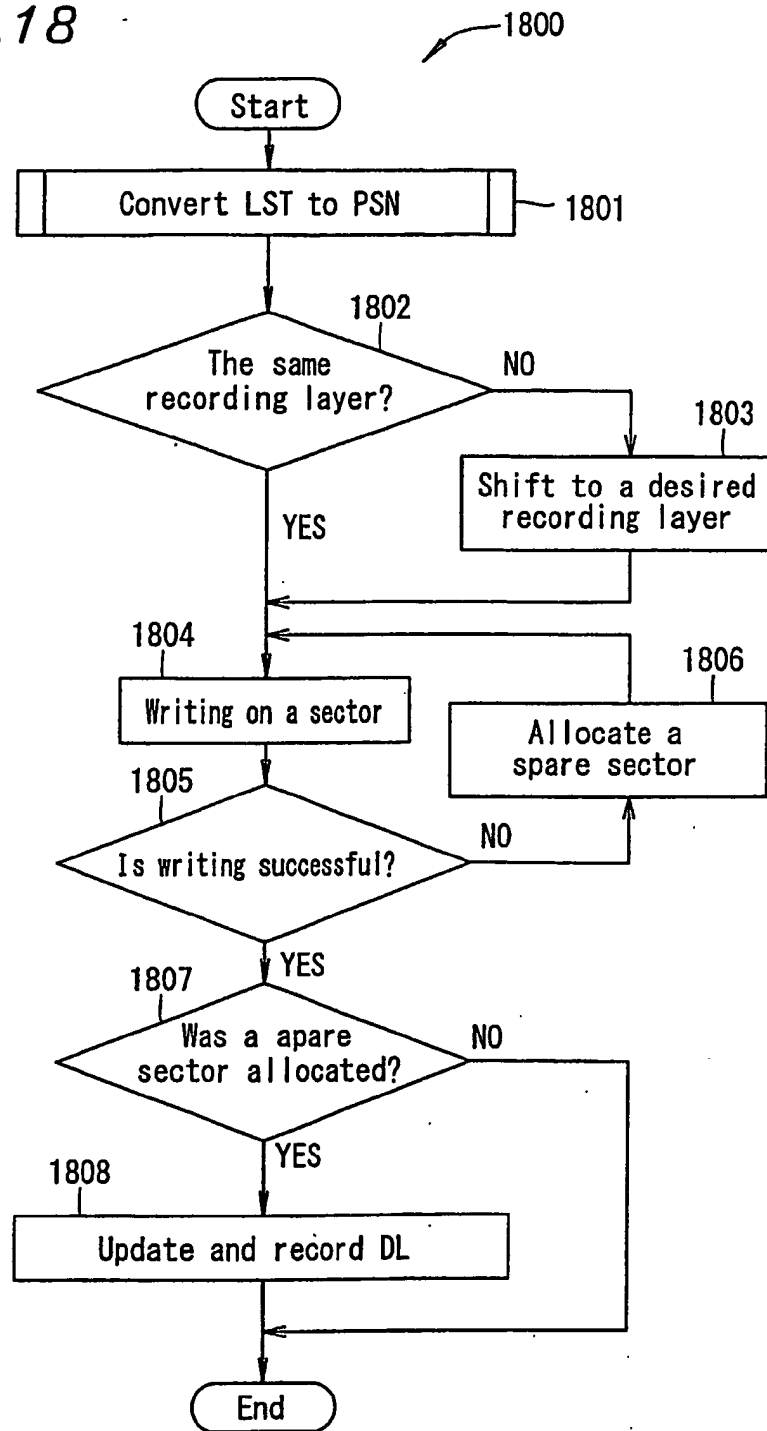 .18
1800
Start
Convert LST to PSN
1801
1802
The same
recording layer?
NO
1803
Shift to a desired
recording layer
YES
1804
Writing on a sector
1806
Allocate a
spare sector
1805
Is writing successful?
NO
YES
1807
Was a apare
sector allocated?
NO
YES
1808
Update and record DL
End